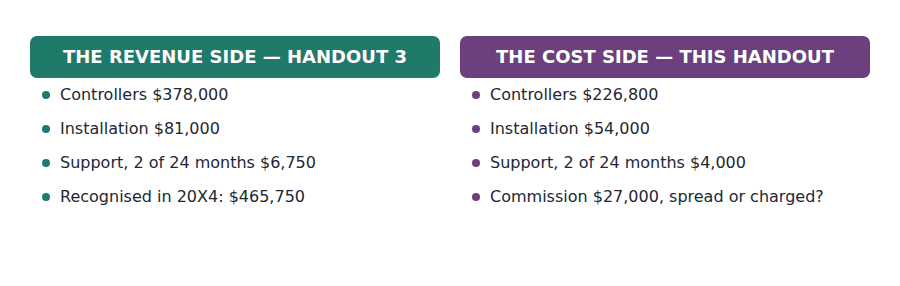 THE REVENUE SIDE — HANDOUT 3
Controllers $378,000
Installation $81,000
Support, 2 of 24 months $6,750
Recognised in 20X4: $465,750
THE COST SIDE — THIS HANDOUT
Controllers $226,800
Installation $54,000
Support, 2 of 24 months $4,000
Commission $27,000, spread or charged?